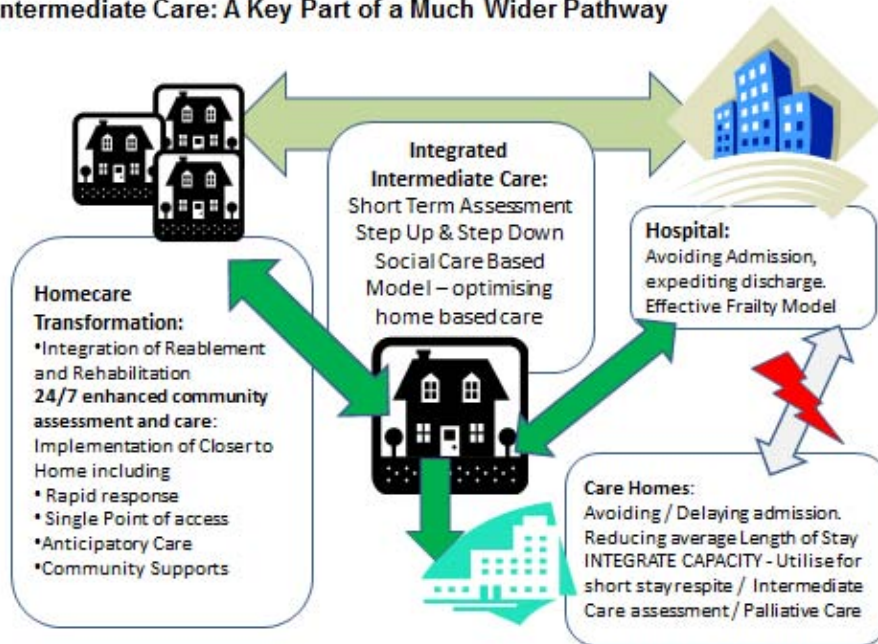 ntermediate Care: A Key Part of a Much Wider Pathway
Integrated
Intermediate Care:
Short Term Assessment
Step Up & Step Down
Social Care Based
Model – optimising
home based care
Hospital:
Avoiding Admission,
expediting discharge.
Effective Frailty Model
Homecare
Transformation:
•Integration of Reablement
and Rehabilitation
24/7 enhanced community
assessment and care:
Implementation of Closer to
Home including
• Rapid response
• Single Point of access
•Anticipatory Care
•Community Supports
Care Homes:
Avoiding / Delaying admission.
Reducing average Length of Stay
INTEGRATE CAPACITY - Utilise for
short stay respite / Intermediate
Care assessment / Palliative Care